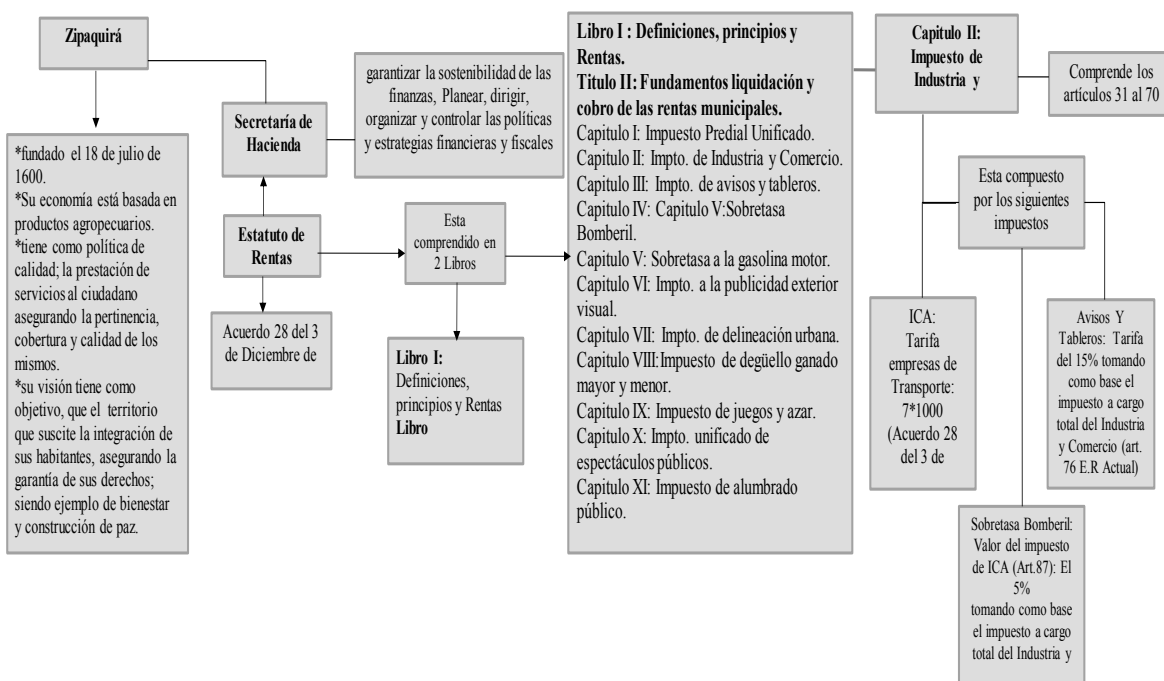 Zipaquirá
*fundado el 18 de julio de
1600.
*Su economía está basada en
productos agropecuarios.
*tiene como política de
calidad; la prestación de
servicios al ciudadano
asegurando la pertinencia,
cobertura y calidad de los
mismos.
*su visión tiene como
objetivo, que el territorio
que suscite la integración de
sus habitantes, asegurando la
garantía de sus derechos;
siendo ejemplo de bienestar
y construcción de paz.
Secretaría de
Hacienda
garantizar la sostenibilidad de las
finanzas, Planear, dirigir,
organizar y controlar las políticas
y estrategias financieras y fiscales
Estatuto de
Rentas
Acuerdo 28 del 3
de Diciembre de
Esta
comprendido en
2 Libros
Libro I:
Definiciones,
principios y Rentas
Libro
Libro I : Definiciones, principios y
Rentas.
Titulo II: Fundamentos liquidación y
cobro de las rentas municipales.
Capitulo I: Impuesto Predial Unificado.
Capitulo II: Impto. de Industria y Comercio.
Capitulo III: Impto. de avisos y tableros.
Capitulo IV: Capitulo V:Sobretasa
Bomberil.
Capitulo V: Sobretasa a la gasolina motor.
Capitulo VI: Impto. a la publicidad exterior
visual.
Capitulo VII: Impto. de delineación urbana.
Capitulo VIII:Impuesto de degüello ganado
mayor y menor.
Capitulo IX: Impuesto de juegos y azar.
Capitulo X: Impto. unificado de
espectáculos públicos.
Capitulo XI: Impuesto de alumbrado
público.
Capitulo II:
Impuesto de
Industria y
Comprende los
artículos 31 al 70
Esta compuesto
por los siguientes
impuestos
ICA:
Tarifa
empresas de
Transporte:
7*1000
(Acuerdo 28
del 3 de
Avisos Y
Tableros: Tarifa
del 15% tomando
como base el
impuesto a cargo
total del Industria
y Comercio (art.
76 E.R Actual)
Sobretasa Bomberil:
Valor del impuesto
de ICA (Art.87): El
5%
tomando como base
el impuesto a cargo
total del Industria y